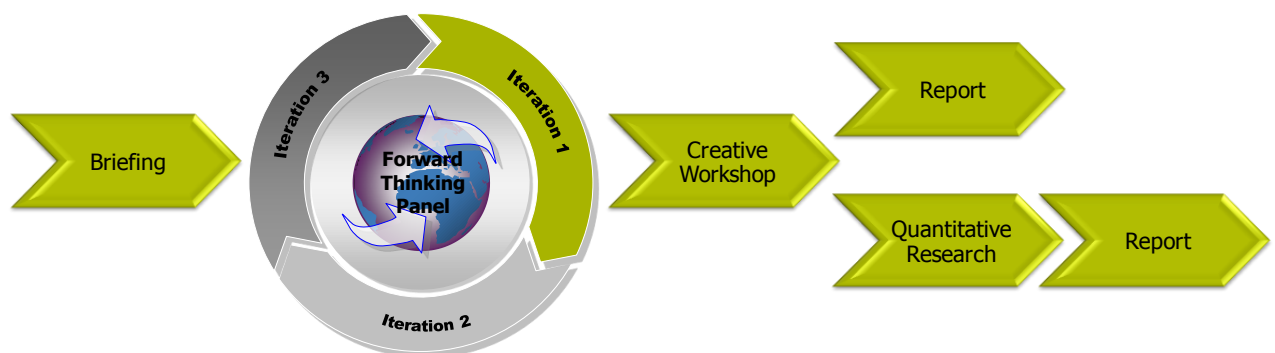 Briefing
Iteration 1
Iteration 2
Iteration 3
Forward
Thinking
Panel
Creative
Workshop
Report
Quantitative
Research
Report